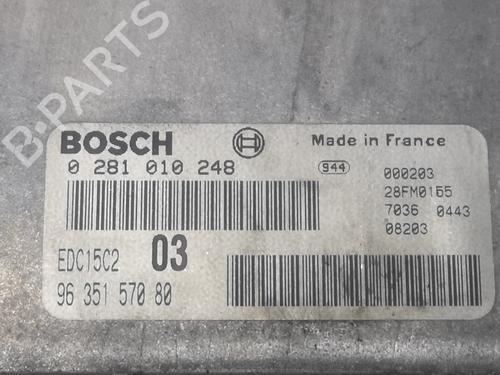 B-PARTS
BOSCH
Made in France
0 281 010 248
944
000203
28FM0155
7036 0443
08203
EDC15C2 03
96 351 570 80